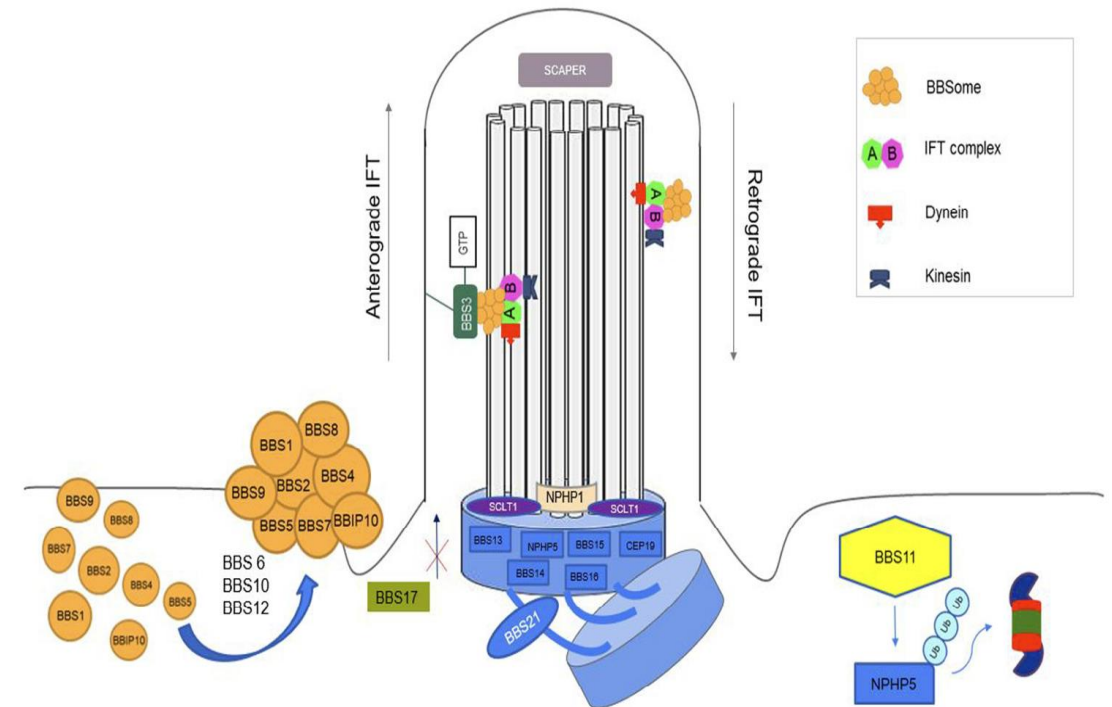 SCAPER
Anterograde IFT
Retrograde IFT
GTP
BBS3
B
A
A
B
BBSome
A B
IFT complex
Dynein
Kinesin
BBS1
BBS8
BBS2
BBS4
BBS9
BBS5
BBS7
BBIP10
BBS9
BBS8
BBS7
BBS2
BBS4
BBS5
BBS1
BBIP10
BBS 6
BBS10
BBS12
BBS17
SCLT1
NPHP1
SCLT1
BBS13
NPHP5
BBS15
CEP19
BBS14
BBS16
BBS21
BBS11
Ub
Ub
Ub
NPHP5